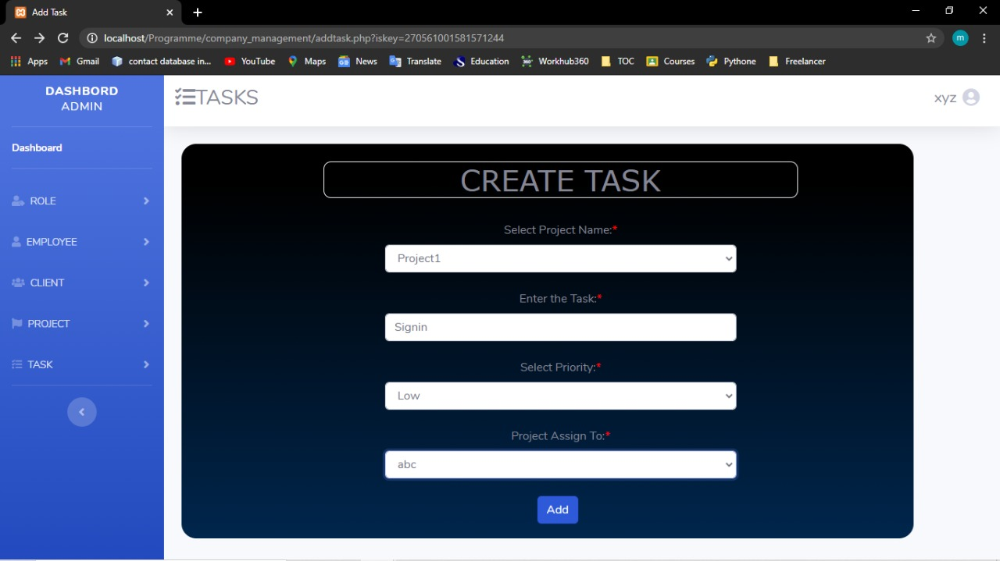 Add Task
localhost/Programme/company_management/addtask.php?iskey=270561001581571244
m
Apps Gmail contact database in... YouTube Maps News Translate Education Workhub360 TOC Courses Pythone Freelancer
DASHBORD
ADMIN
TASKS
xyz
Dashboard
ROLE
EMPLOYEE
CLIENT
PROJECT
TASK
CREATE TASK
Select Project Name:*
Project1
Enter the Task:*
Signin
Select Priority:*
Low
Project Assign To:*
abc
Add